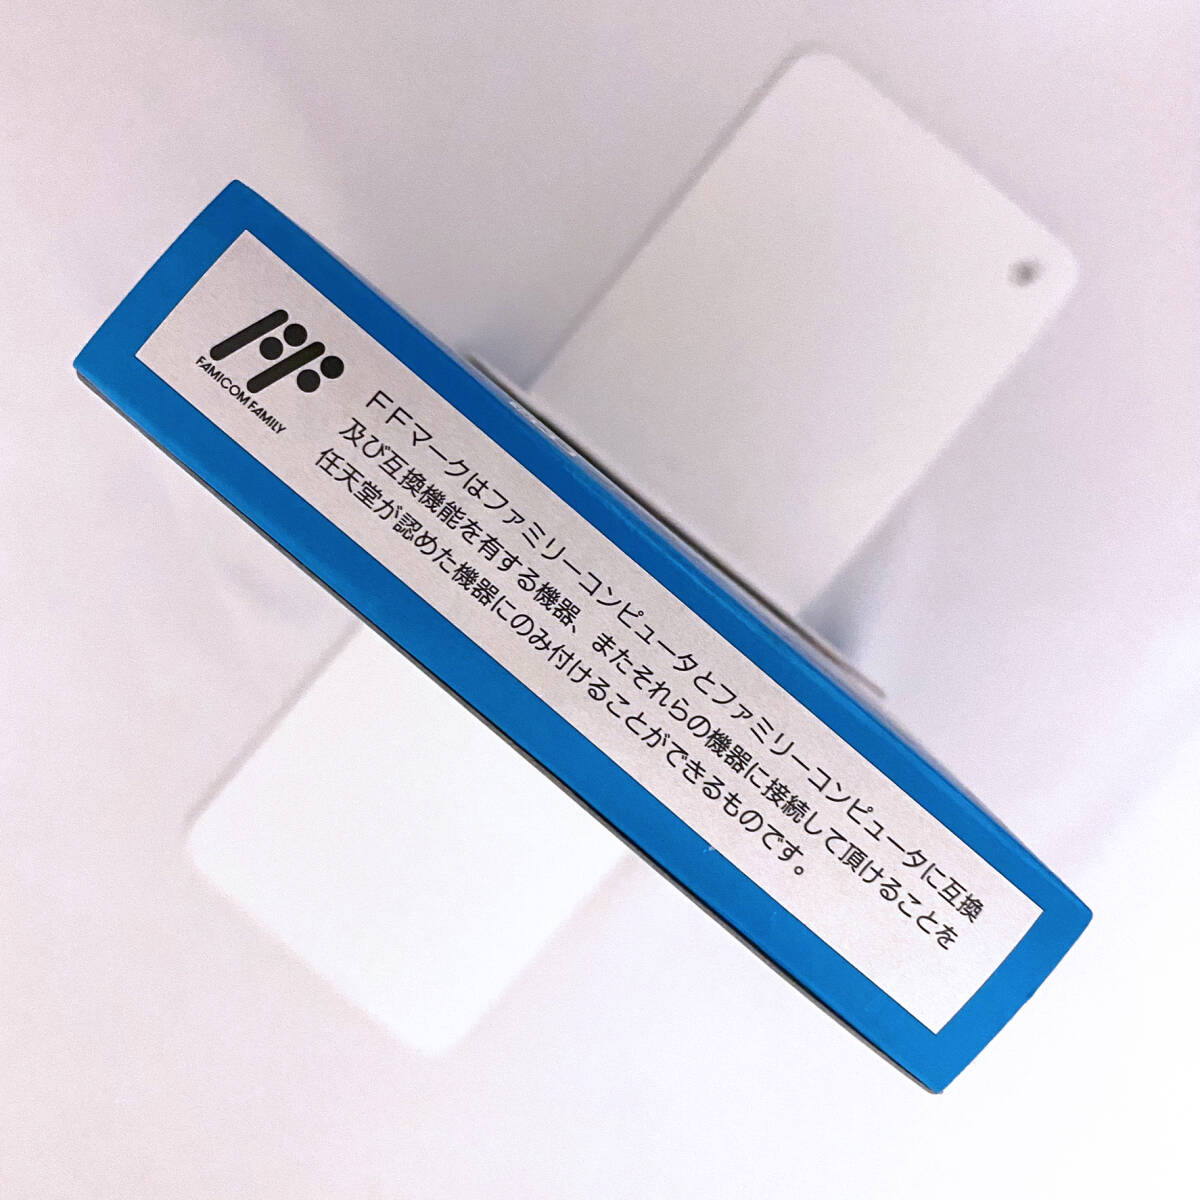 FAMICOM FAMILY
FFマークはファミリーコンピュータとファミリーコンピュータに互換
及び互換機能を有する機器、またそれらの機器に接続して頂けることを
任天堂が認めた機器にのみ付けることができるものです。